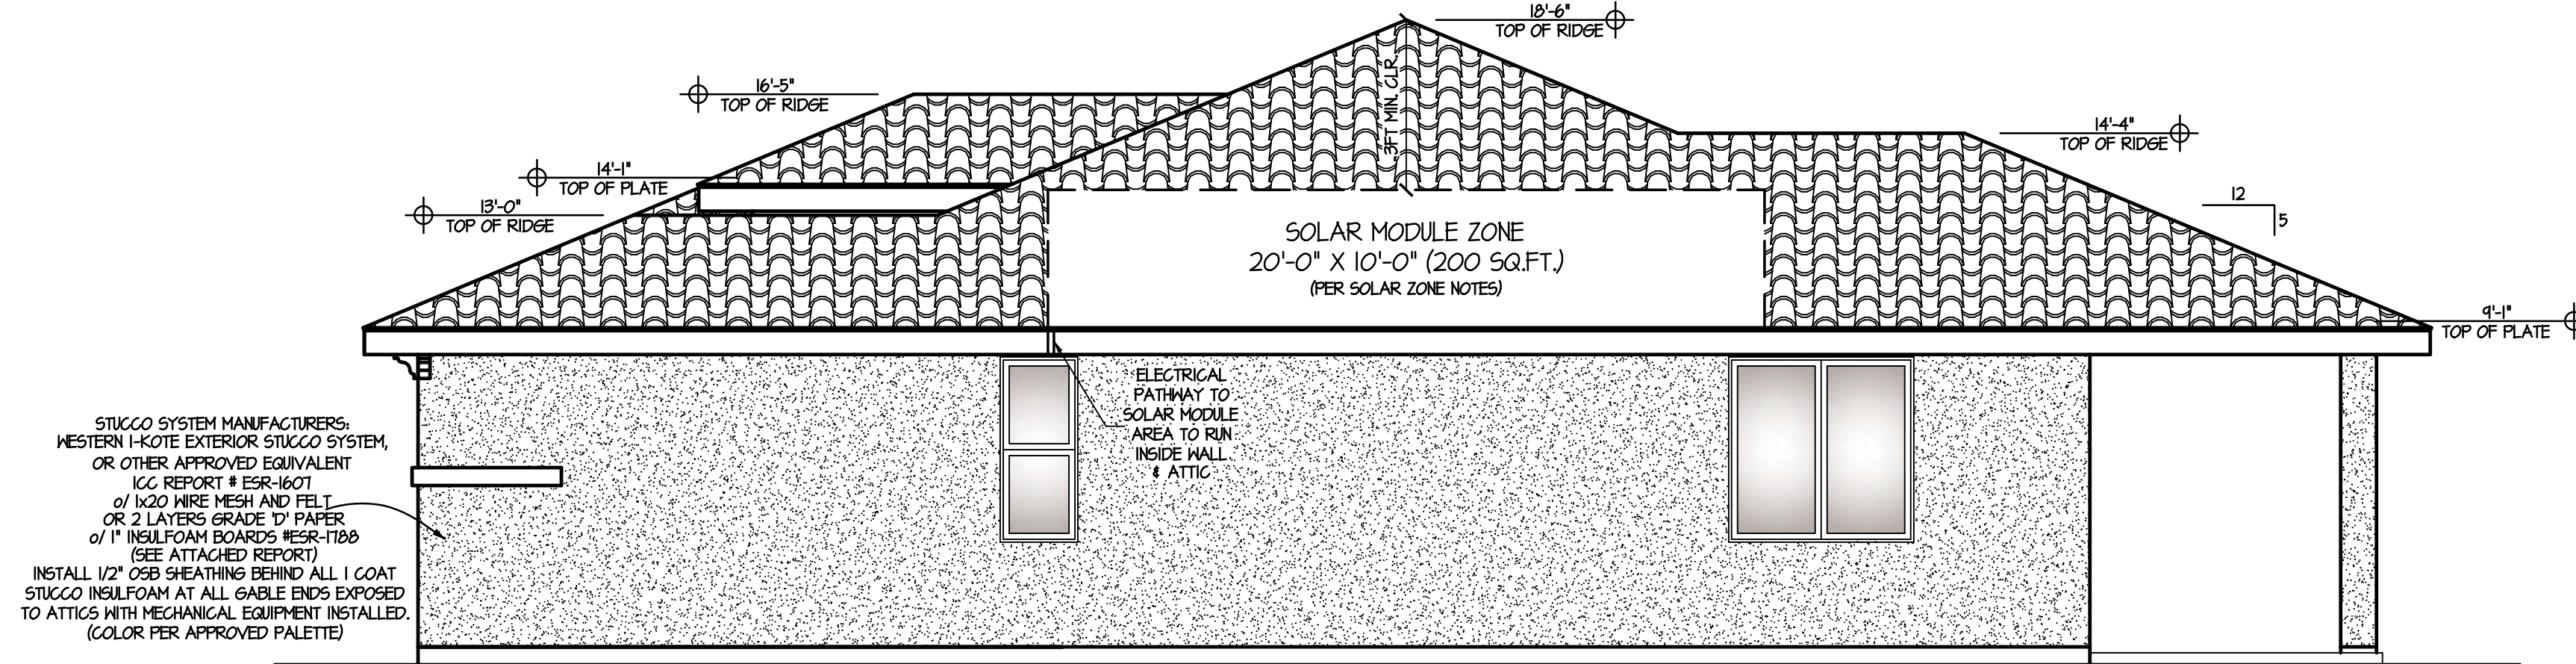 18'-6"
TOP OF RIDGE
16'-5"
TOP OF RIDGE
3FT MIN. CLR.
14'-4"
TOP OF RIDGE
14'-1"
TOP OF PLATE
13'-0"
TOP OF RIDGE
12
5
SOLAR MODULE ZONE
20'-0" X 10'-0" (200 SQ.FT.)
(PER SOLAR ZONE NOTES)
9'-1"
TOP OF PLATE
ELECTRICAL
PATHWAY TO
SOLAR MODULE
AREA TO RUN
INSIDE WALL
& ATTIC
STUCCO SYSTEM MANUFACTURERS:
WESTERN 1-KOTE EXTERIOR STUCCO SYSTEM,
OR OTHER APPROVED EQUIVALENT
ICC REPORT # ESR-1607
o/ 1x20 WIRE MESH AND FELT
OR 2 LAYERS GRADE 'D' PAPER
o/ 1" INSULFOAM BOARDS #ESR-1788
(SEE ATTACHED REPORT)
INSTALL 1/2" OSB SHEATHING BEHIND ALL 1 COAT
STUCCO INSULFOAM AT ALL GABLE ENDS EXPOSED
TO ATTICS WITH MECHANICAL EQUIPMENT INSTALLED.
(COLOR PER APPROVED PALETTE)